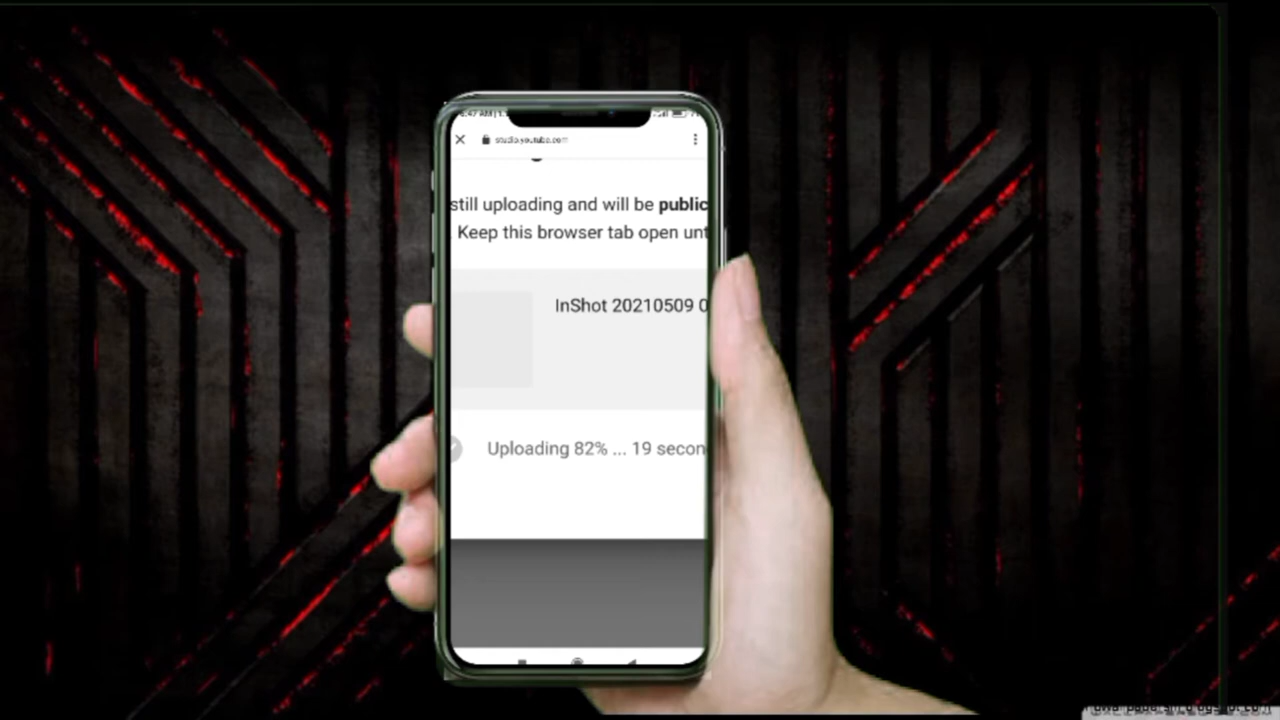 studio.youtube.com
still uploading and will be public
. Keep this browser tab open unt
InShot 20210509 0
Uploading 82% ... 19 secon